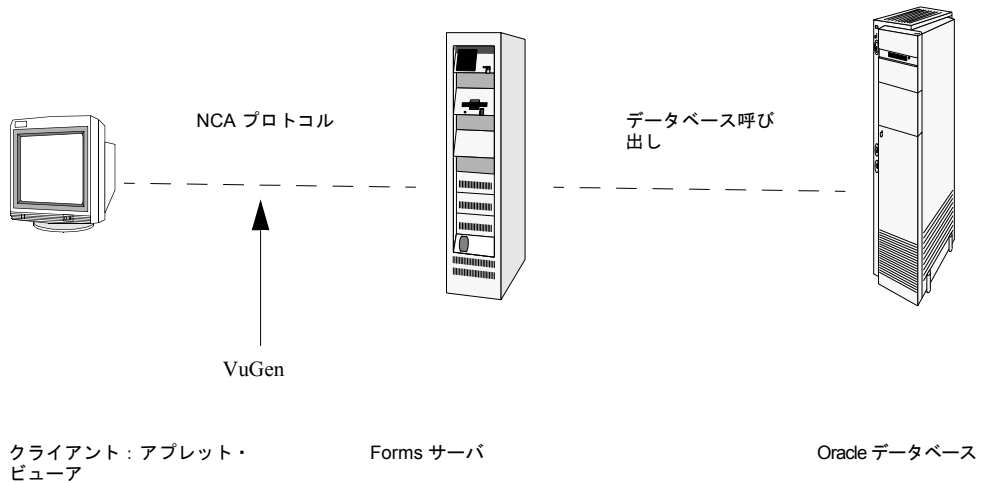 NCA プロトコル
データベース呼び
出し
VuGen
クライアント：アプレット・
ビューア
Forms サーバ
Oracle データベース